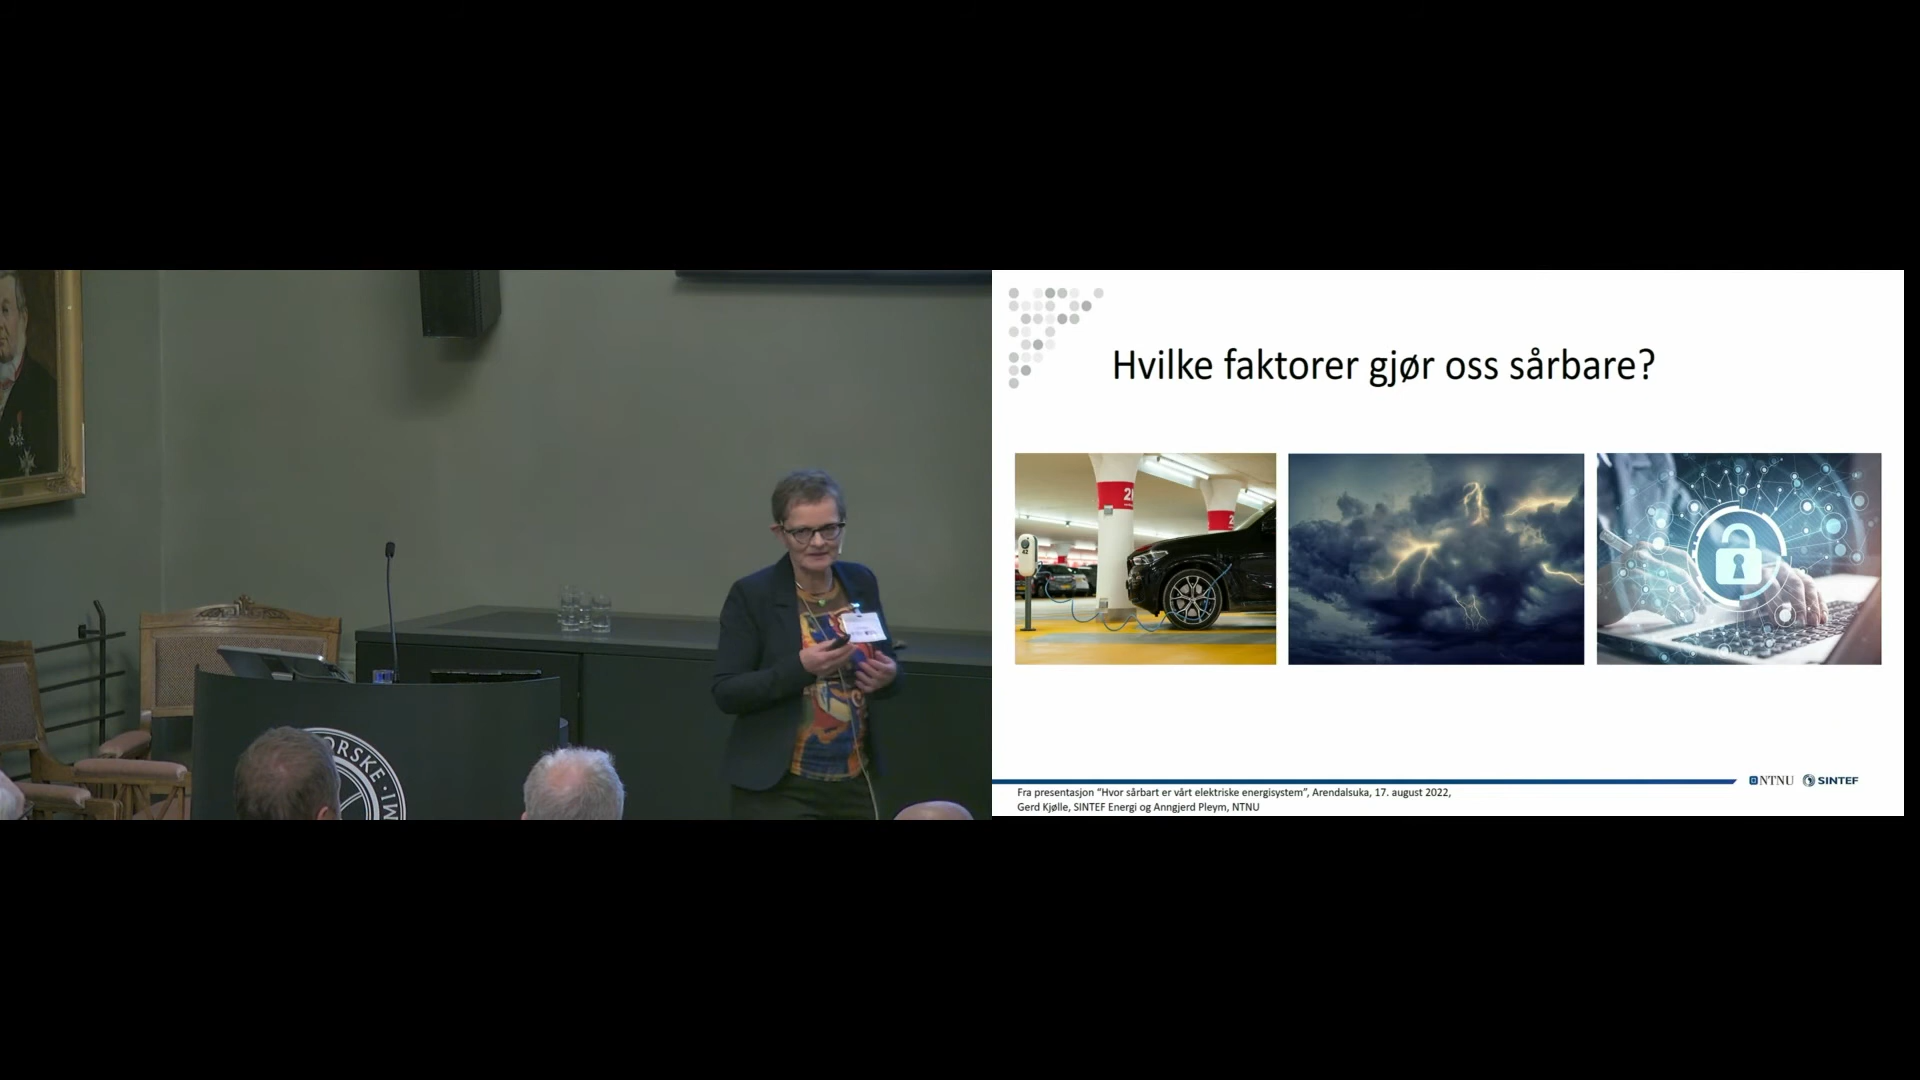 Hvilke faktorer gjør oss sårbare?
42
NTNU
SINTEF
Fra presentasjon “Hvor sårbart er vårt elektriske energisystem”, Arendalsuka, 17. august 2022,
Gerd Kjølle, SINTEF Energi og Anngjerd Pleym, NTNU